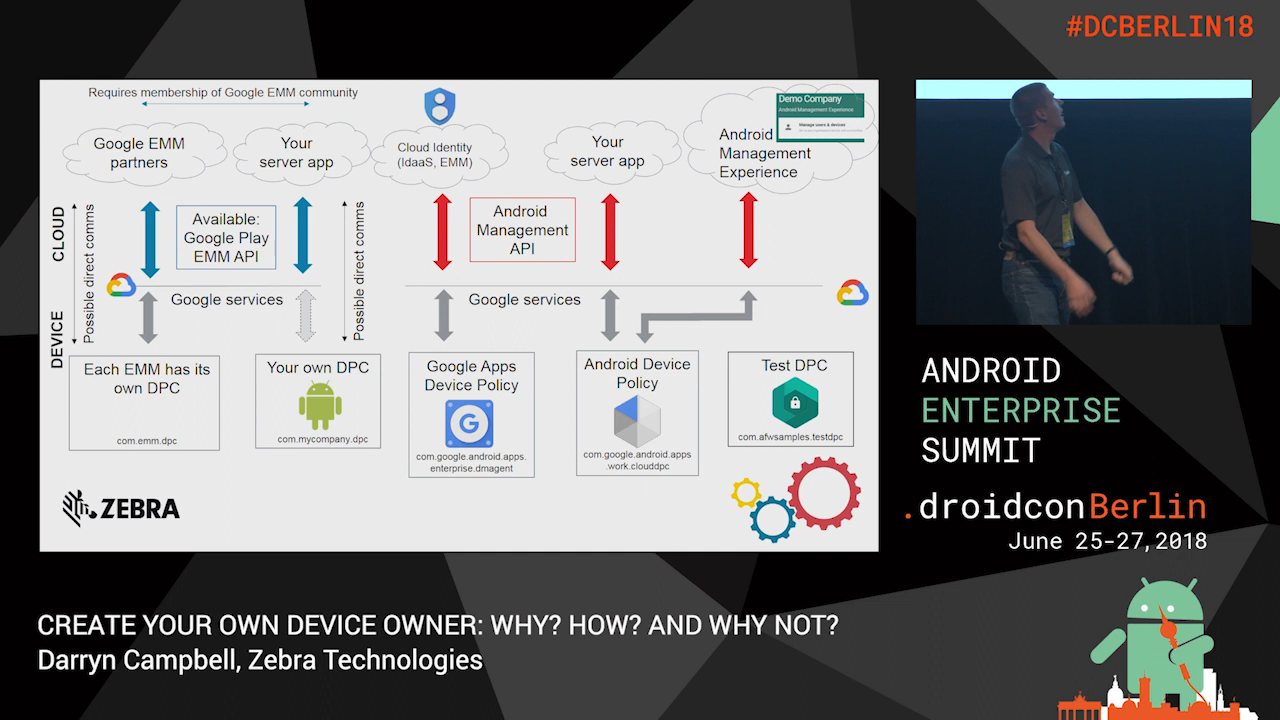 #DCBERLIN18
Requires membership of Google EMM community
Google EMM
partners
Your
server app
Cloud Identity
(IdaaS, EMM)
Your
server app
Android
Management
Experience
Demo Company
Android Management Experience
Manage users & devices
CLOUD
DEVICE
Possible direct comms
Available:
Google Play
EMM API
Possible direct comms
Android
Management
API
Google services
Google services
Each EMM has its
own DPC
com.emm.dpc
Your own DPC
com.mycompany.dpc
Google Apps
Device Policy
G
com.google.android.apps.
enterprise.dmagent
Android Device
Policy
com.google.android.apps
.work.clouddpc
Test DPC
com.afwsamples.testdpc
ZEBRA
ANDROID
ENTERPRISE
SUMMIT
.droidconBerlin
June 25-27,2018
CREATE YOUR OWN DEVICE OWNER: WHY? HOW? AND WHY NOT?
Darryn Campbell, Zebra Technologies